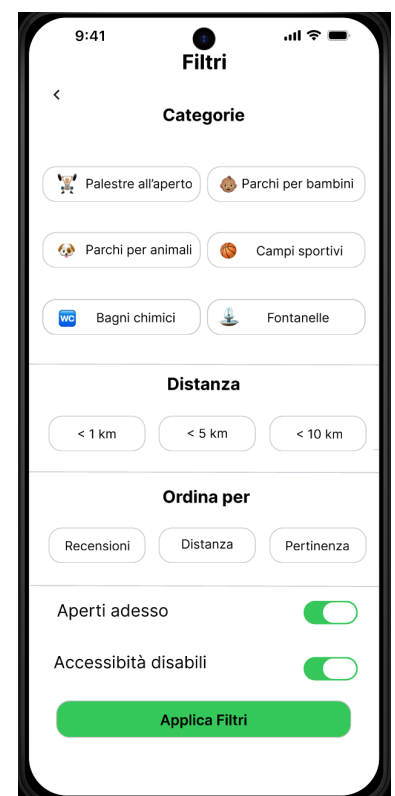 9:41
Filtri
Categorie
Palestre all'aperto
Parchi per bambini
Parchi per animali
Campi sportivi
WC
Bagni chimici
Fontanelle
Distanza
< 1 km
< 5 km
< 10 km
Ordina per
Recensioni
Distanza
Pertinenza
Aperti adesso
Accessibità disabili
Applica Filtri